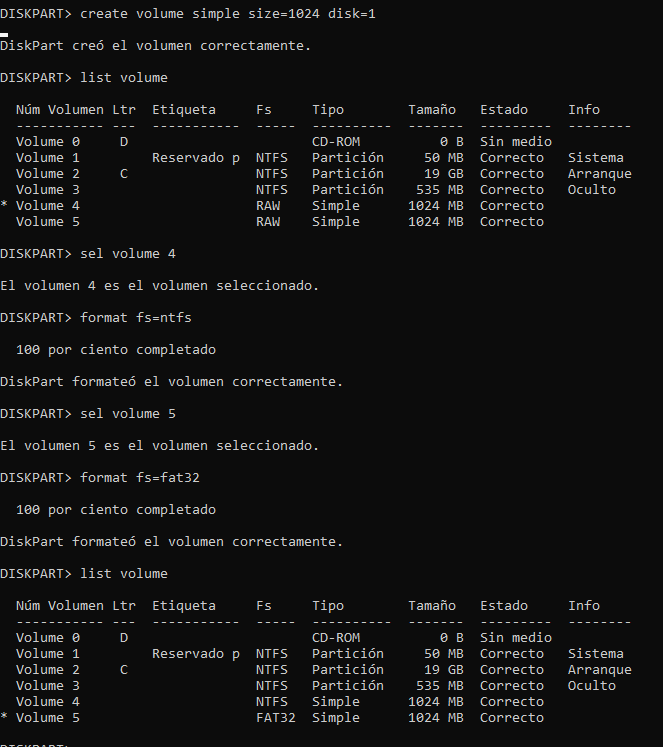 DISKPART> create volume simple size=1024 disk=1
DiskPart creó el volumen correctamente.
DISKPART> list volume
Núm Volumen Ltr Etiqueta Fs Tipo Tamaño Estado Info
----------- --- ----------- ----- ---------- ------- --------- --------
Volume 0 D CD-ROM 0 B Sin medio
Volume 1 Reservado p NTFS Partición 50 MB Correcto Sistema
Volume 2 C NTFS Partición 19 GB Correcto Arranque
Volume 3 NTFS Partición 535 MB Correcto Oculto
* Volume 4 RAW Simple 1024 MB Correcto
Volume 5 RAW Simple 1024 MB Correcto
DISKPART> sel volume 4
El volumen 4 es el volumen seleccionado.
DISKPART> format fs=ntfs
100 por ciento completado
DiskPart formateó el volumen correctamente.
DISKPART> sel volume 5
El volumen 5 es el volumen seleccionado.
DISKPART> format fs=fat32
100 por ciento completado
DiskPart formateó el volumen correctamente.
DISKPART> list volume
Núm Volumen Ltr Etiqueta Fs Tipo Tamaño Estado Info
----------- --- ----------- ----- ---------- ------- --------- --------
Volume 0 D CD-ROM 0 B Sin medio
Volume 1 Reservado p NTFS Partición 50 MB Correcto Sistema
Volume 2 C NTFS Partición 19 GB Correcto Arranque
Volume 3 NTFS Partición 535 MB Correcto Oculto
Volume 4 NTFS Simple 1024 MB Correcto
* Volume 5 FAT32 Simple 1024 MB Correcto
DISKPART>